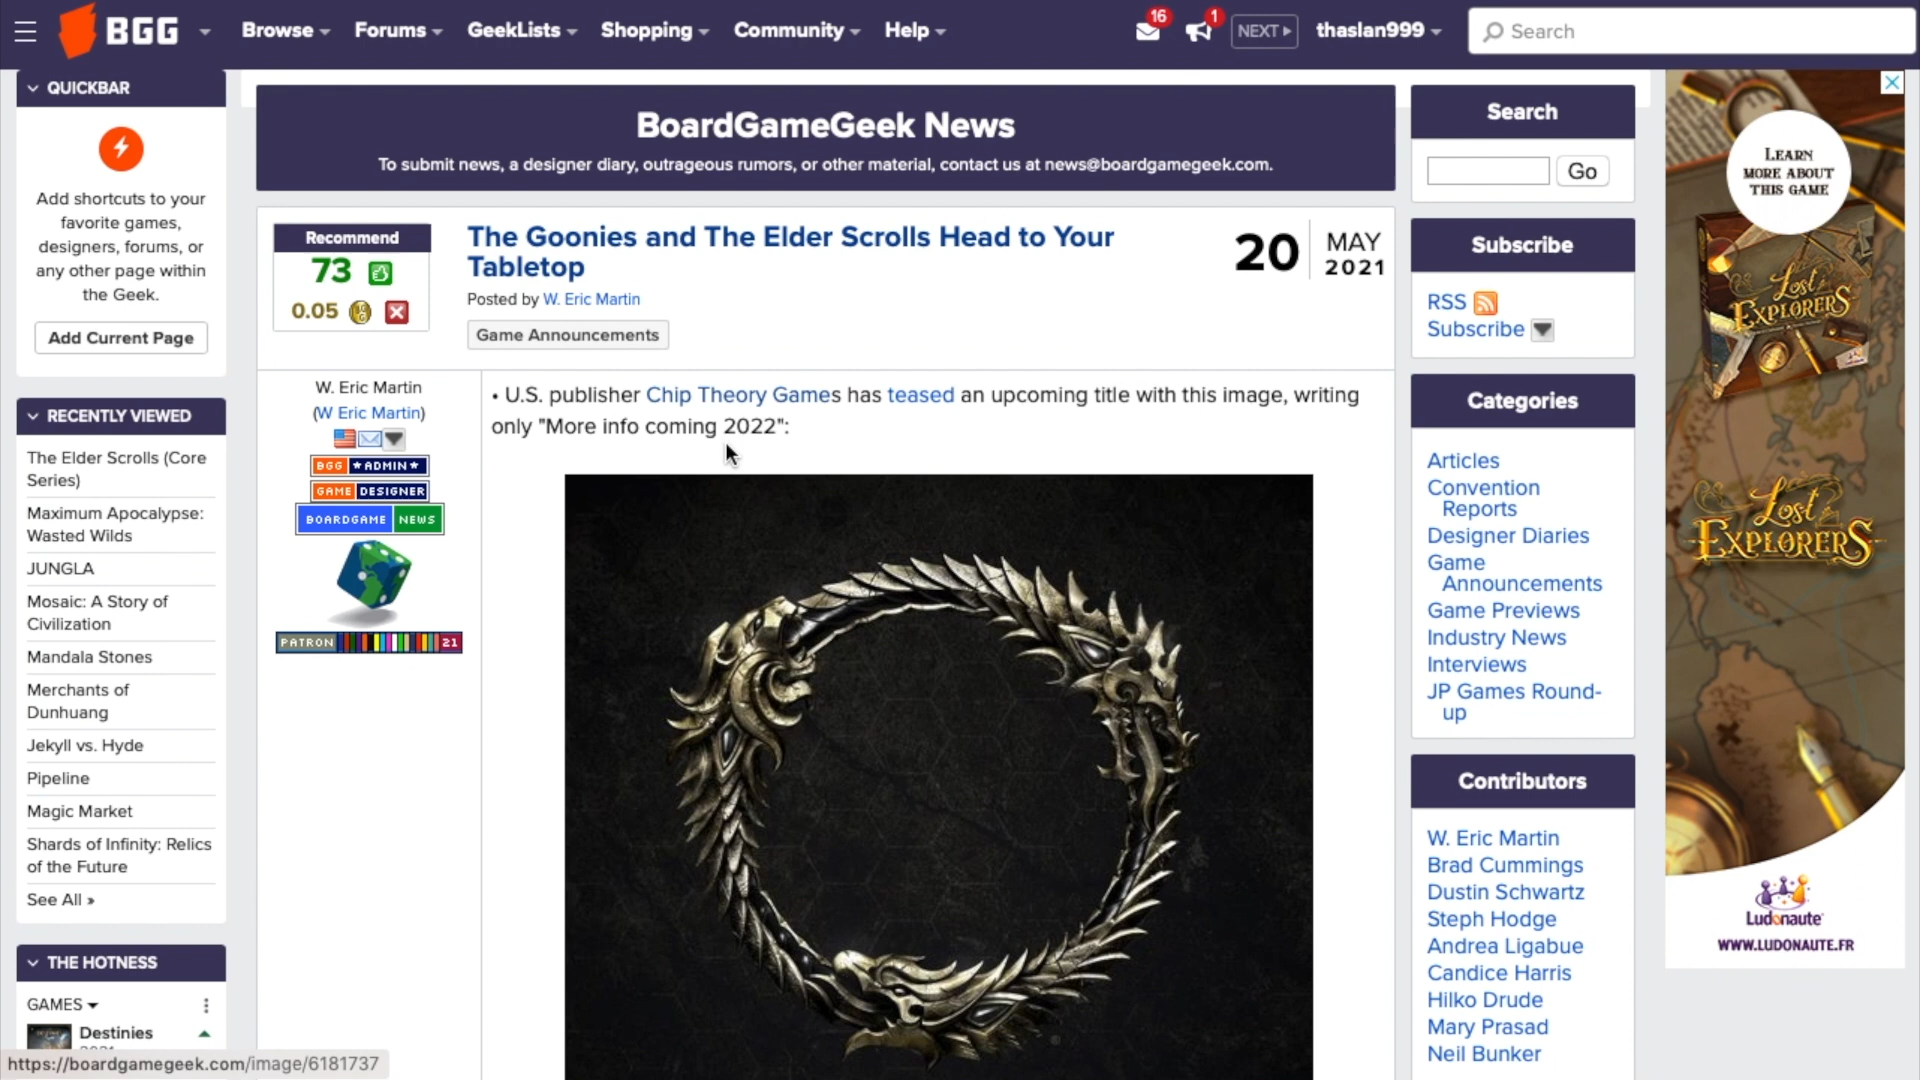 BGG
Browse
Forums
GeekLists
Shopping
Community
Help
16
1
NEXT
thaslan999
Search
QUICKBAR
Add shortcuts to your
favorite games,
designers, forums, or
any other page within
the Geek.
Add Current Page
RECENTLY VIEWED
The Elder Scrolls (Core
Series)
Maximum Apocalypse:
Wasted Wilds
JUNGLA
Mosaic: A Story of
Civilization
Mandala Stones
Merchants of
Dunhuang
Jekyll vs. Hyde
Pipeline
Magic Market
Shards of Infinity: Relics
of the Future
See All »
THE HOTNESS
GAMES
Destinies
https://boardgamegeek.com/image/6181737
BoardGameGeek News
To submit news, a designer diary, outrageous rumors, or other material, contact us at news@boardgamegeek.com.
Recommend
73
0.05
The Goonies and The Elder Scrolls Head to Your
Tabletop
Posted by W. Eric Martin
Game Announcements
20
MAY
2021
W. Eric Martin
(W Eric Martin)
BGG ★ADMIN★
GAME DESIGNER
BOARDGAME NEWS
PATRON 21
• U.S. publisher Chip Theory Games has teased an upcoming title with this image, writing
only "More info coming 2022":
Search
Go
Subscribe
RSS
Subscribe
Categories
Articles
Convention
Reports
Designer Diaries
Game
Announcements
Game Previews
Industry News
Interviews
JP Games Round-
up
Contributors
W. Eric Martin
Brad Cummings
Dustin Schwartz
Steph Hodge
Andrea Ligabue
Candice Harris
Hilko Drude
Mary Prasad
Neil Bunker
LEARN
MORE ABOUT
THIS GAME
Lost
EXPLORERS
Lost
EXPLORERS
Ludonaute
WWW.LUDONAUTE.FR